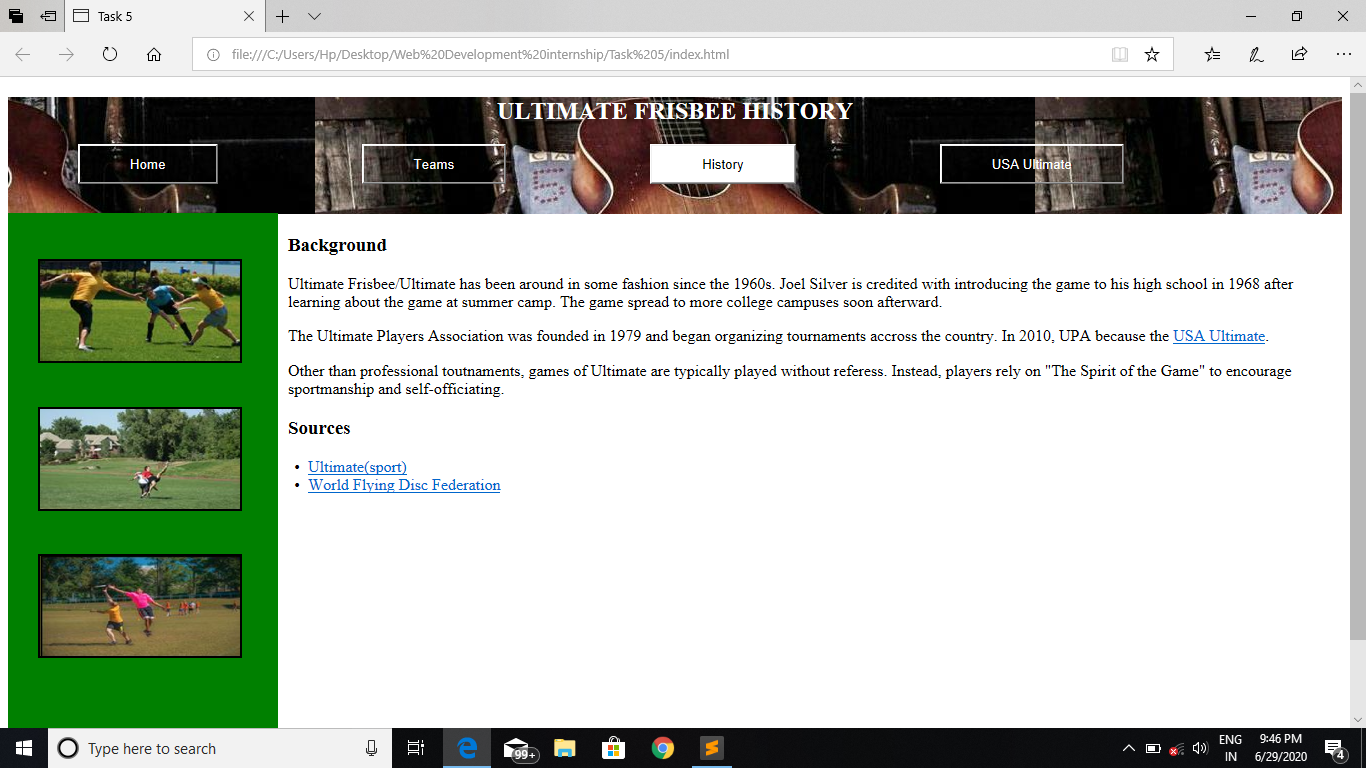 Task 5
file:///C:/Users/Hp/Desktop/Web%20Development%20internship/Task%205/index.html
ULTIMATE FRISBEE HISTORY
Home
Teams
History
USA Ultimate
Background
Ultimate Frisbee/Ultimate has been around in some fashion since the 1960s. Joel Silver is credited with introducing the game to his high school in 1968 after
learning about the game at summer camp. The game spread to more college campuses soon afterward.
The Ultimate Players Association was founded in 1979 and began organizing tournaments accross the country. In 2010, UPA because the USA Ultimate.
Other than professional toutnaments, games of Ultimate are typically played without referess. Instead, players rely on "The Spirit of the Game" to encourage
sportmanship and self-officiating.
Sources
• Ultimate(sport)
• World Flying Disc Federation
Type here to search
99+
ENG
IN
9:46 PM
6/29/2020
4